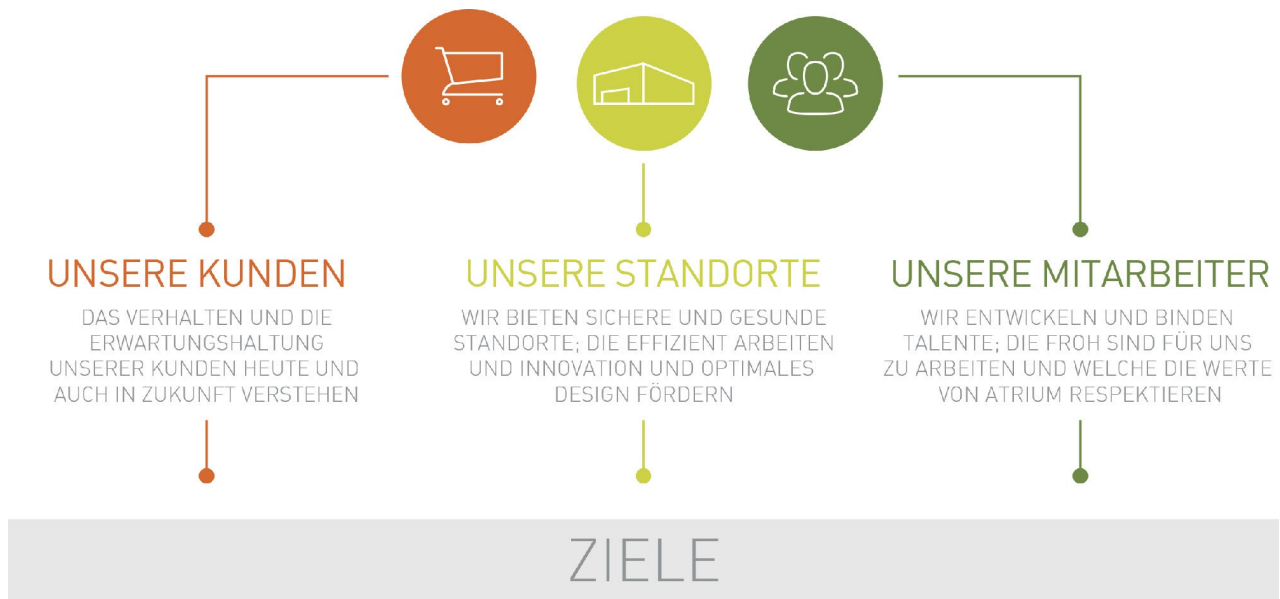 UNSERE KUNDEN
DAS VERHALTEN UND DIE
ERWARTUNGSHALTUNG
UNSERER KUNDEN HEUTE UND
AUCH IN ZUKUNFT VERSTEHEN
UNSERE STANDORTE
WIR BIETEN SICHERE UND GESUNDE
STANDORTE; DIE EFFIZIENT ARBEITEN
UND INNOVATION UND OPTIMALES
DESIGN FÖRDERN
UNSERE MITARBEITER
WIR ENTWICKELN UND BINDEN
TALENTE; DIE FROH SIND FÜR UNS
ZU ARBEITEN UND WELCHE DIE WERTE
VON ATRIUM RESPEKTIEREN
ZIELE